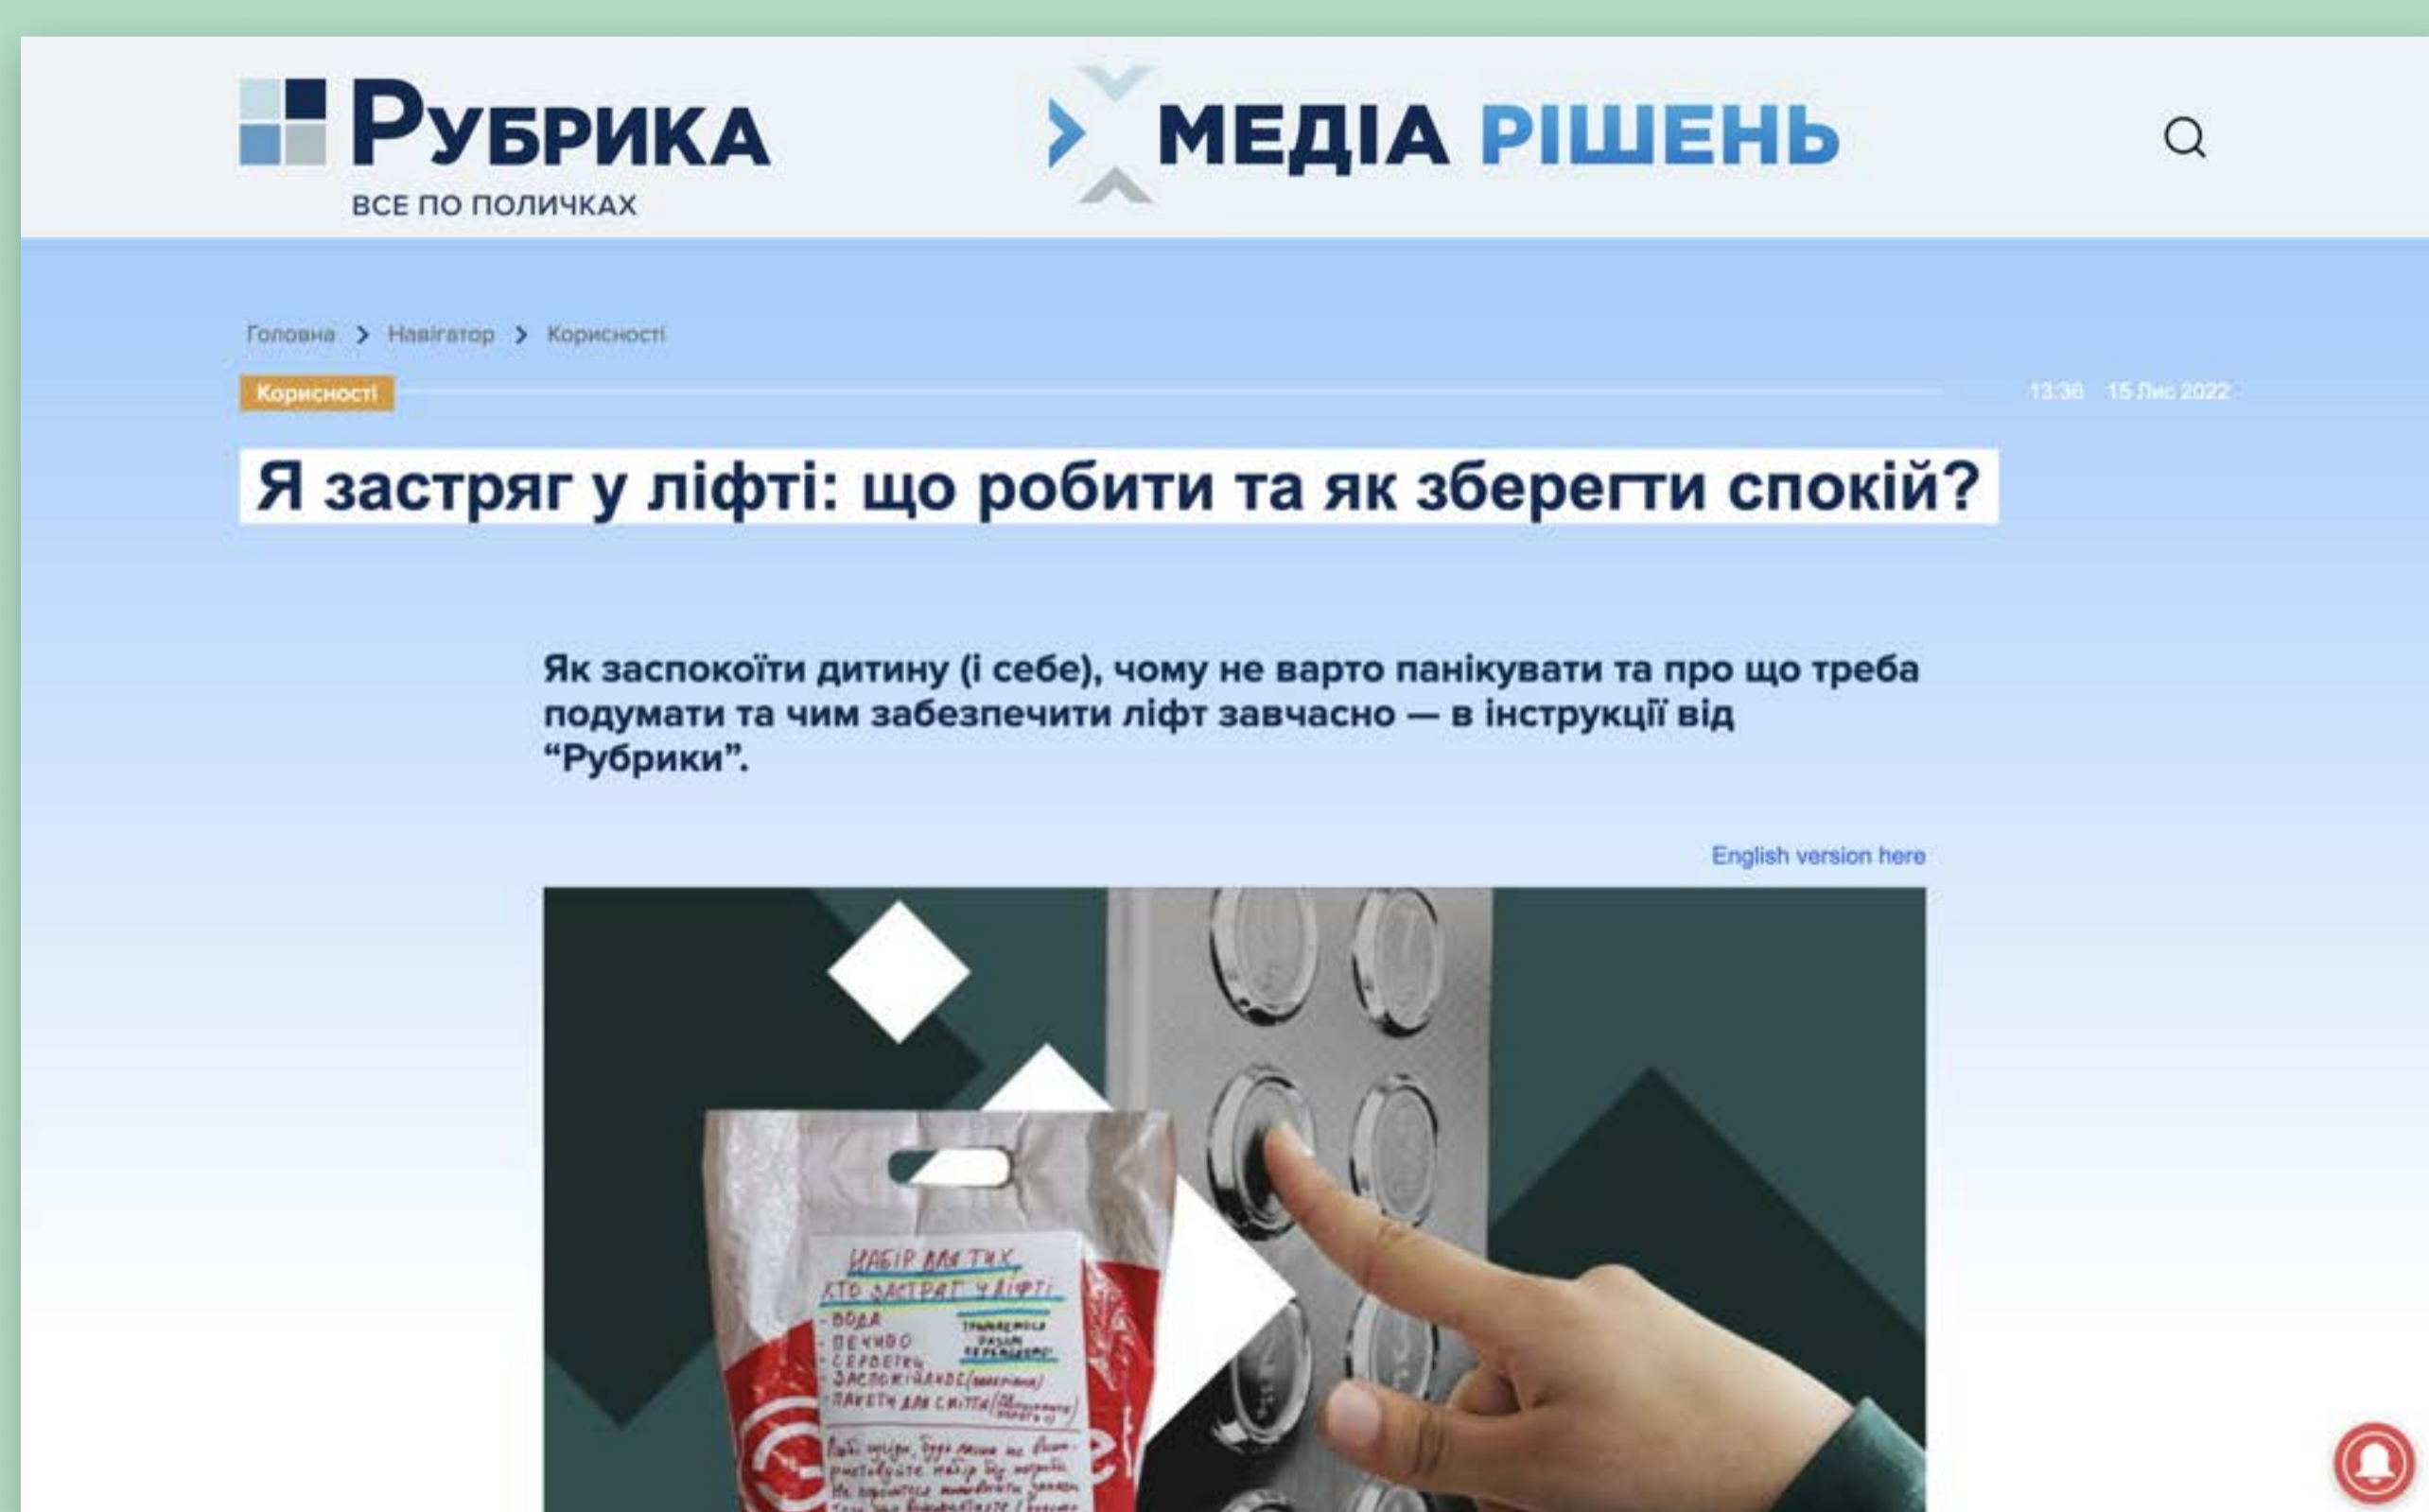 РУБРИКА
ВСЕ ПО ПОЛИЧКАХ
МЕДІА РІШЕНЬ
Головна > Навігатор > Корисності
Корисності
13:36 15 Лис 2022
Я застряг у ліфті: що робити та як зберегти спокій?
Як заспокоїти дитину (і себе), чому не варто панікувати та про що треба
подумати та чим забезпечити ліфт завчасно — в інструкції від
“Рубрики”.
English version here
НАБІР ДЛЯ ТИХ,
ХТО ЗАСТРЯГ У ЛІФТІ
- ВОДА
- ПЕЧИВО
- СЕРВЕТКИ
ТРИМАЄМОСЯ
РАЗОМ
- ЗАСПОКІЙЛИВЕ
- ПАКЕТИ ДЛЯ СМІТТЯ